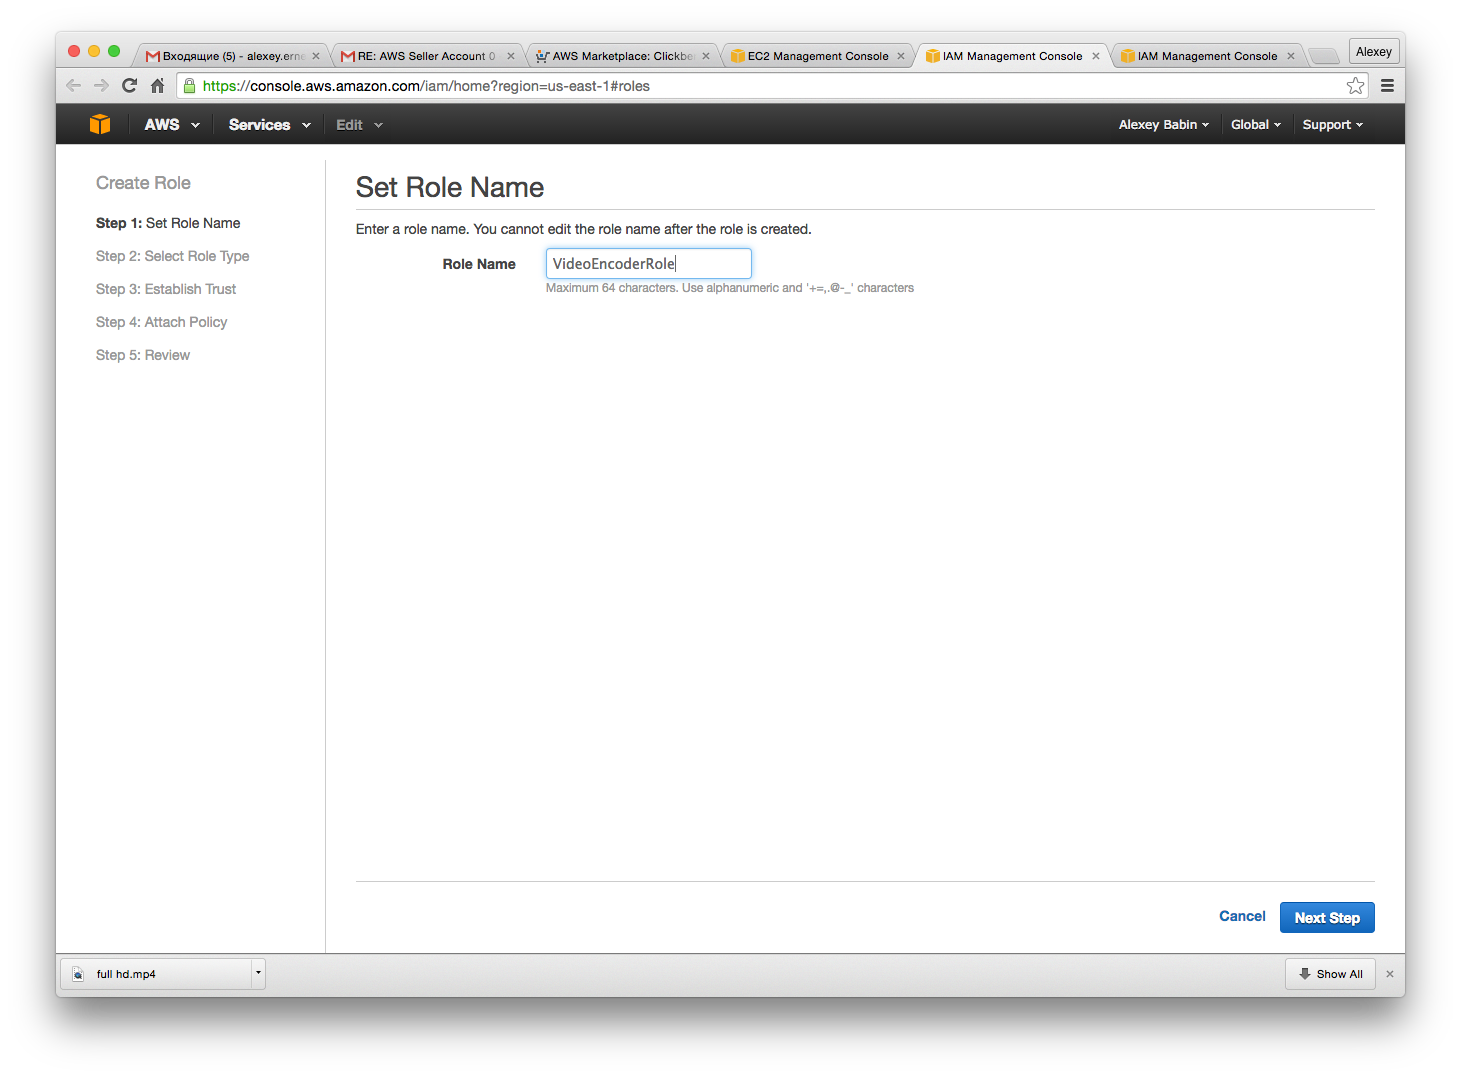 Входящие (5) - alexey.erne
RE: AWS Seller Account 0
AWS Marketplace: Clickbe
EC2 Management Console
IAM Management Console
IAM Management Console
Alexey
https://console.aws.amazon.com/iam/home?region=us-east-1#roles
AWS Services Edit Alexey Babin Global Support
Create Role
Step 1: Set Role Name
Step 2: Select Role Type
Step 3: Establish Trust
Step 4: Attach Policy
Step 5: Review
Set Role Name
Enter a role name. You cannot edit the role name after the role is created.
Role Name VideoEncoderRole
Maximum 64 characters. Use alphanumeric and '+=,.@-_' characters
Cancel Next Step
full hd.mp4 Show All